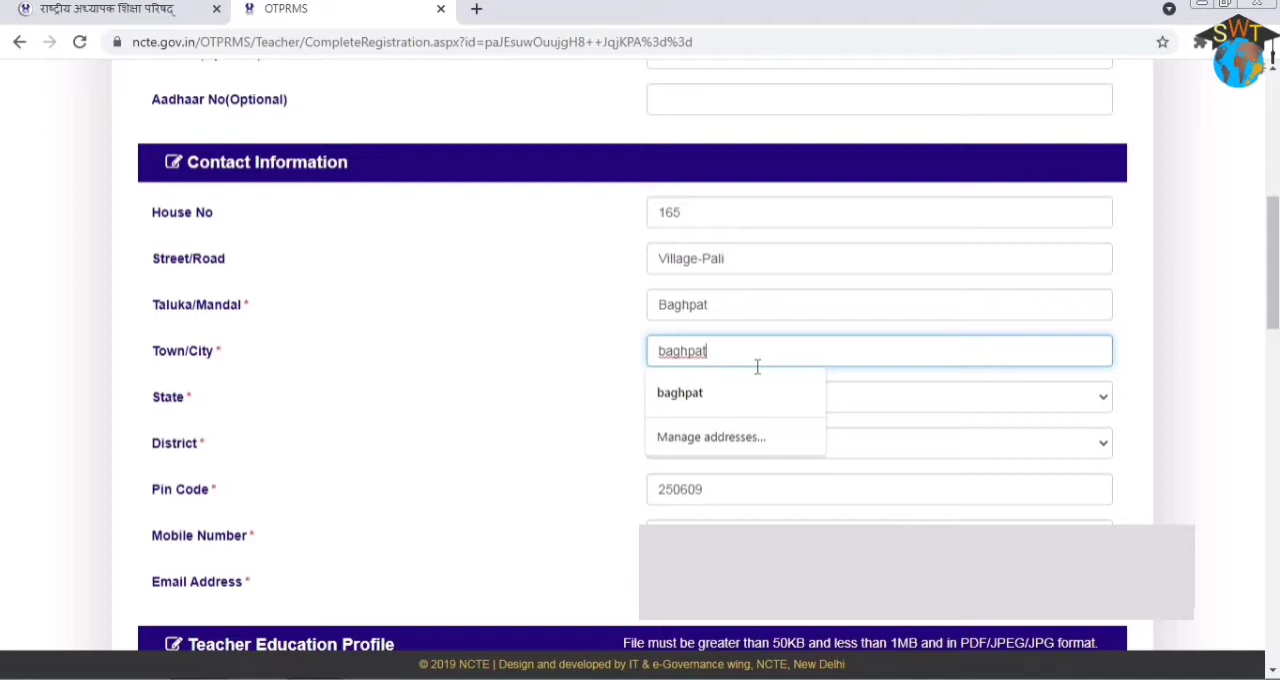 राष्ट्रीय अध्यापक शिक्षा परिषद्
OTPRMS
ncte.gov.in/OTPRMS/Teacher/CompleteRegistration.aspx?id=paJEsuwOuujgH8++JqjKPA%3d%3d
SWT
Aadhaar No(Optional)
Contact Information
House No 165
Street/Road Village-Pali
Taluka/Mandal * Baghpat
Town/City * baghpat
baghpat
State *
Manage addresses...
District *
Pin Code * 250609
Mobile Number *
Email Address *
Teacher Education Profile File must be greater than 50KB and less than 1MB and in PDF/JPEG/JPG format.
© 2019 NCTE | Design and developed by IT & e-Governance wing, NCTE, New Delhi